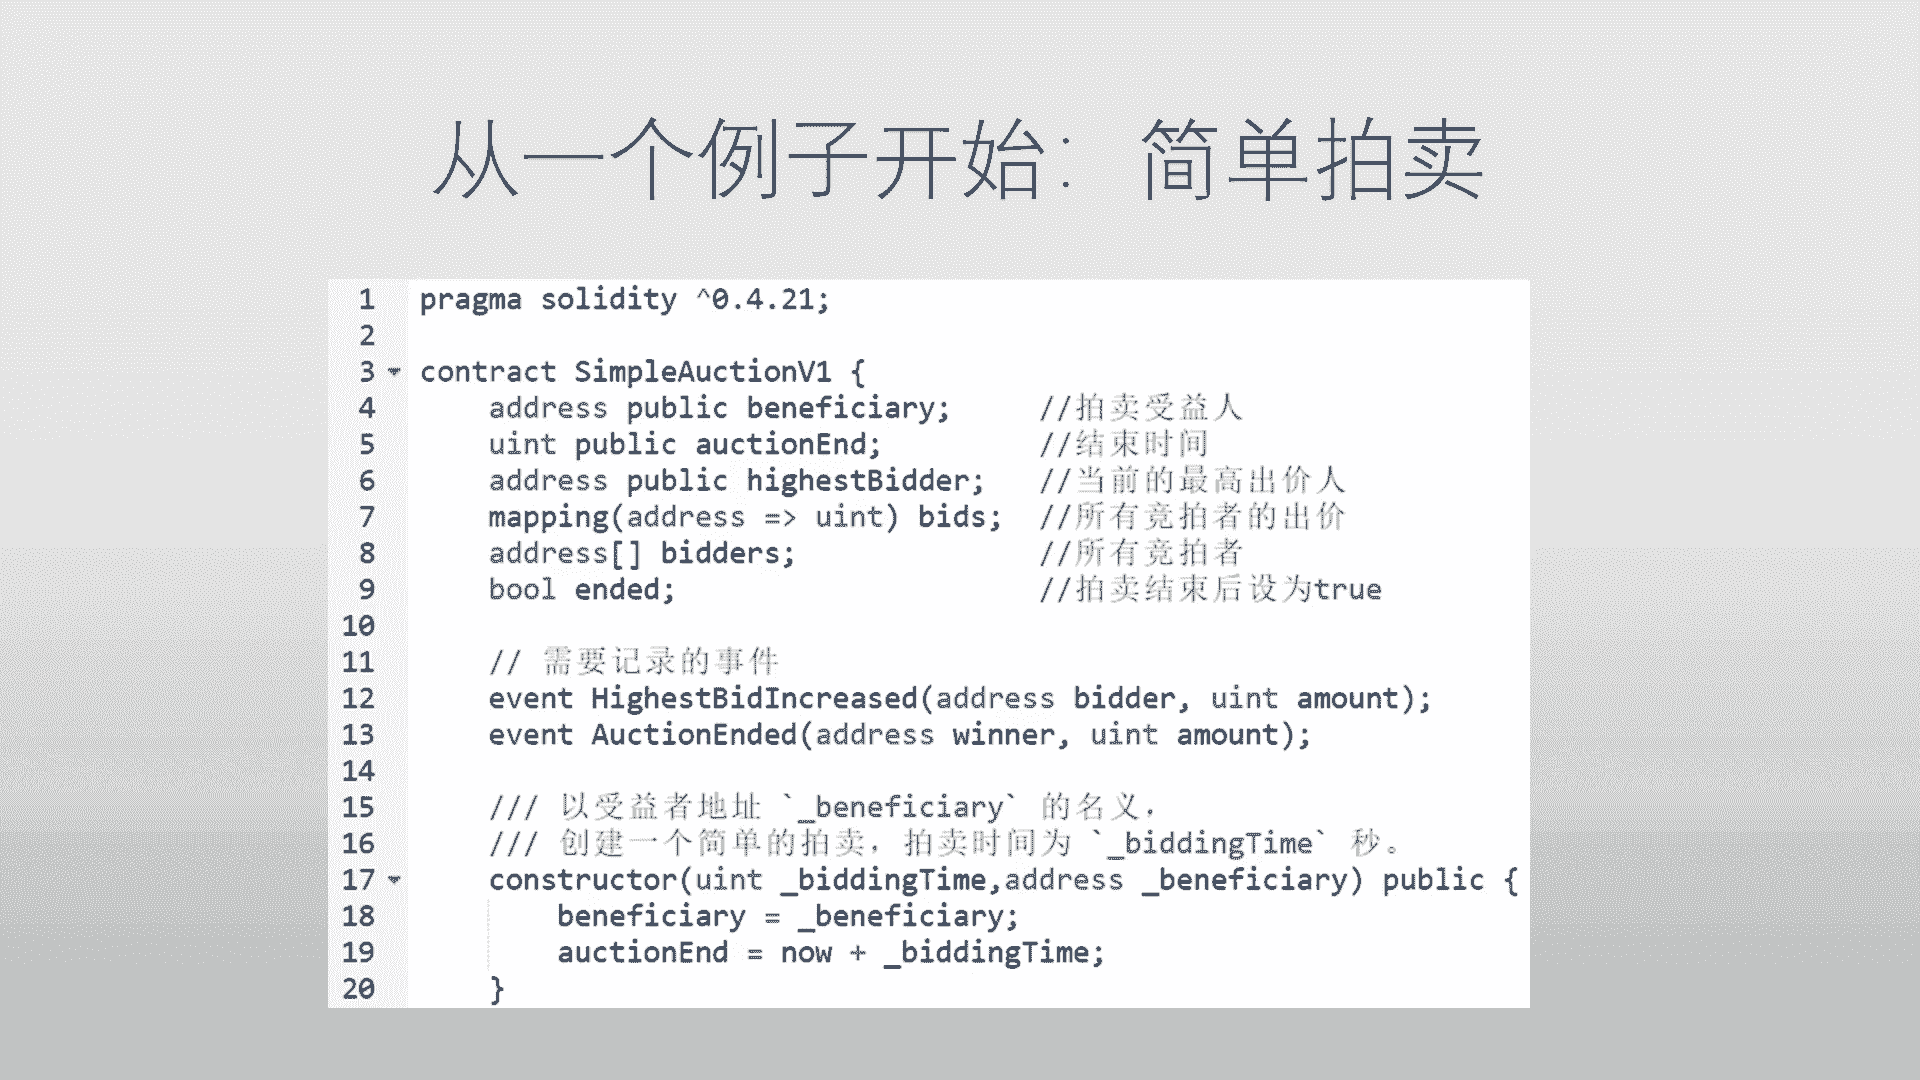 从一个例子开始：简单拍卖
1 pragma solidity ^0.4.21;
2
3 contract SimpleAuctionV1 {
4 address public beneficiary; //拍卖受益人
5 uint public auctionEnd; //结束时间
6 address public highestBidder; //当前的最高出价人
7 mapping(address => uint) bids; //所有竞拍者的出价
8 address[] bidders; //所有竞拍者
9 bool ended; //拍卖结束后设为true
10
11 // 需要记录的事件
12 event HighestBidIncreased(address bidder, uint amount);
13 event AuctionEnded(address winner, uint amount);
14
15 /// 以受益者地址 `_beneficiary` 的名义，
16 /// 创建一个简单的拍卖，拍卖时间为 `_biddingTime` 秒。
17 constructor(uint _biddingTime,address _beneficiary) public {
18 beneficiary = _beneficiary;
19 auctionEnd = now + _biddingTime;
20 }